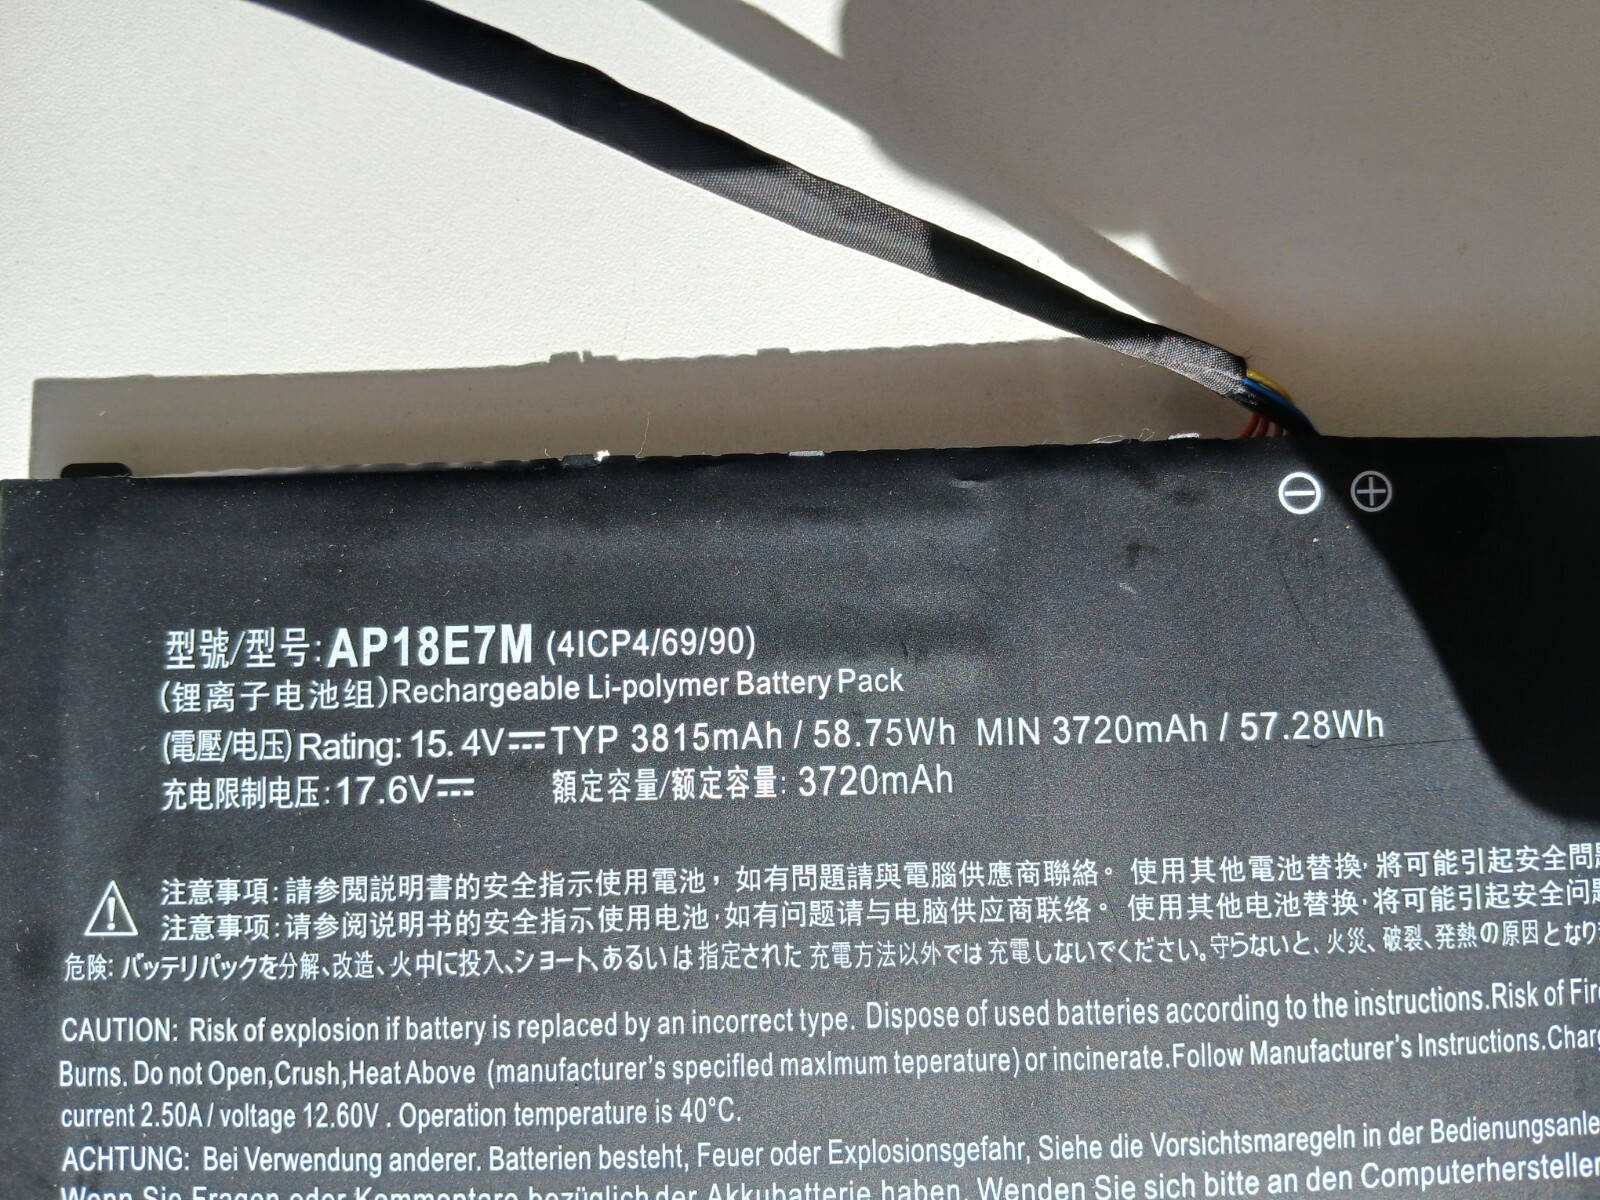 型號/型号: AP18E7M (4ICP4/69/90)
(锂离子电池组)Rechargeable Li-polymer Battery Pack
(電壓/电压) Rating: 15. 4V⎓TYP 3815mAh / 58.75Wh MIN 3720mAh / 57.28Wh
充电限制电压: 17.6V⎓ 額定容量/额定容量: 3720mAh
注意事項: 請參閱説明書的安全指示使用電池，如有問題請與電腦供應商聯絡。 使用其他電池替換, 將可能引起安全問
注意事项: 请参阅说明书的安全指示使用电池,如有问题请与电脑供应商联络。 使用其他电池替换,将可能引起安全问
危険: バッテリパックを分解、改造、火中に投入、ショート、あるいは指定された充電方法以外では充電しないでください。守らないと、火災、破裂、発熱の原因となり
CAUTION: Risk of explosion if battery is replaced by an incorrect type. Dispose of used batteries according to the instructions.Risk of Fir
Burns. Do not Open,Crush,Heat Above (manufacturer's specifled maxlmum teperature) or incinerate.Follow Manufacturer's Instructions.Char
current 2.50A / voltage 12.60V . Operation temperature is 40°C.
ACHTUNG: Bei Verwendung anderer. Batterien besteht, Feuer oder Explosionsgefahr, Siehe die Vorsichtsmaregeln in der Bedienungsanle
Wenn Sie Fragen oder Kommentare bezüglich der Akkubatterie haben, Wenden Sie sich bitte an den Computerhersteller